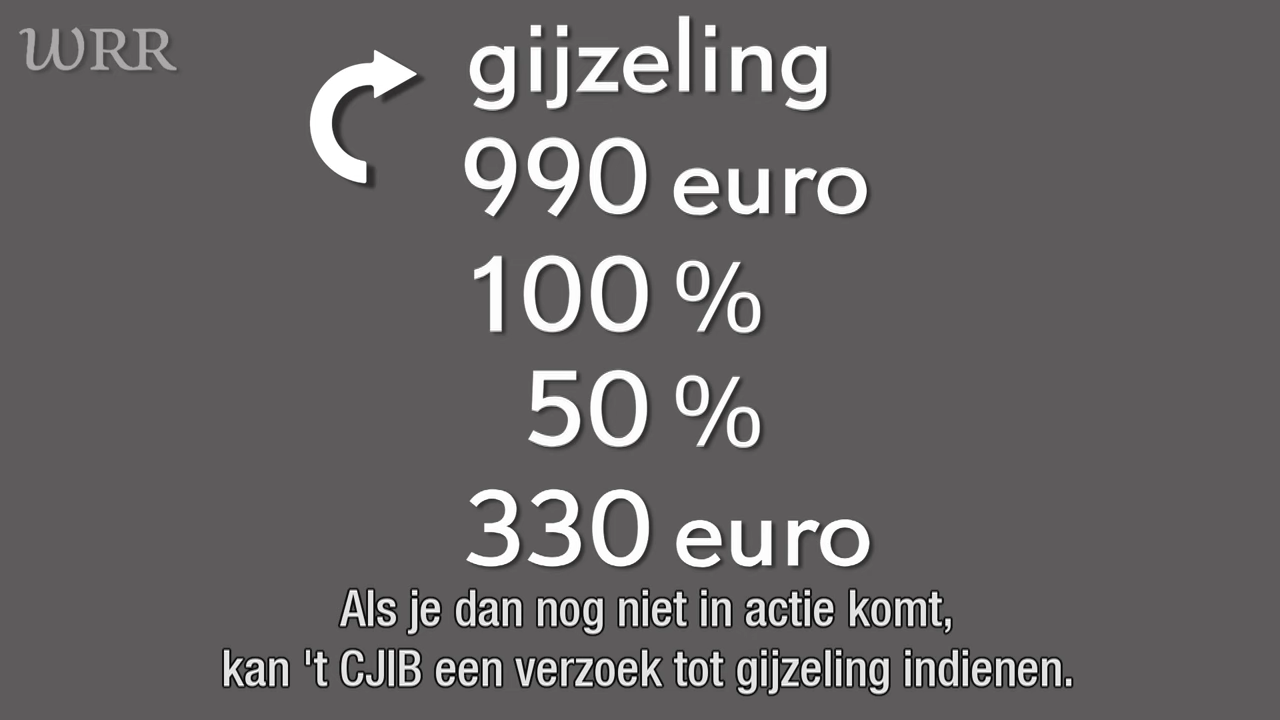 WRR
gijzeling
990 euro
100 %
50 %
330 euro
Als je dan nog niet in actie komt,
kan 't CJIB een verzoek tot gijzeling indienen.